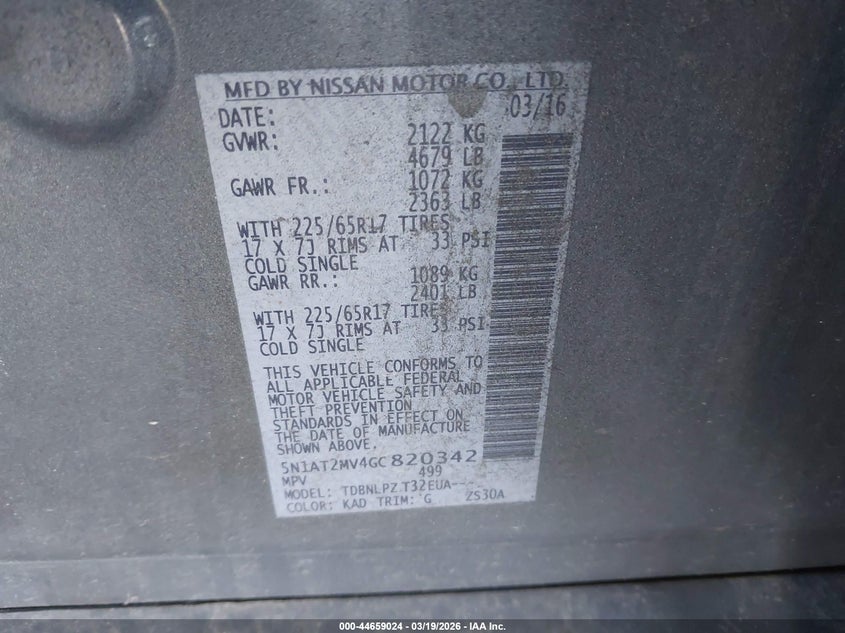 MFD BY NISSAN MOTOR CO., LTD.
DATE: 03/16
GVWR: 2122 KG
4679 LB
GAWR FR.: 1072 KG
2363 LB
WITH 225/65R17 TIRES
17 X 7J RIMS AT 33 PSI
COLD SINGLE
GAWR RR.: 1089 KG
2401 LB
WITH 225/65R17 TIRES
17 X 7J RIMS AT 33 PSI
COLD SINGLE
THIS VEHICLE CONFORMS TO
ALL APPLICABLE FEDERAL
MOTOR VEHICLE SAFETY AND
THEFT PREVENTION
STANDARDS IN EFFECT ON
THE DATE OF MANUFACTURE
SHOWN ABOVE.
5N1AT2MV4GC820342
MPV 499
MODEL: TDBNLPZ T32EUA---
COLOR: KAD TRIM: G ZS30A
000-44659024 - 03/19/2026 - IAA Inc.